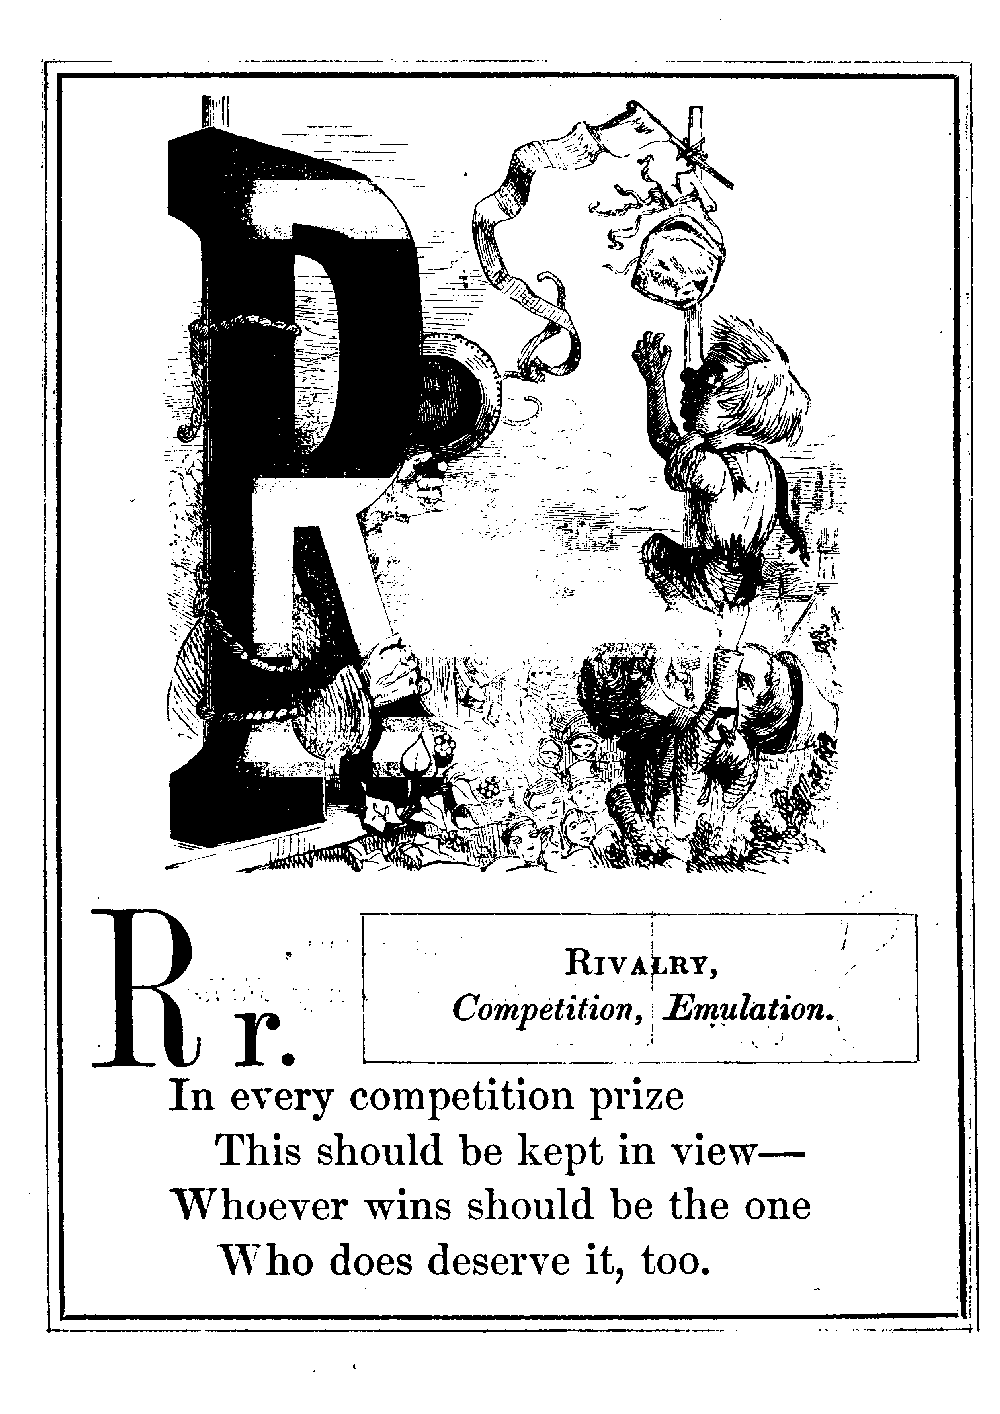 R
R r.
RIVALRY,
Competition, Emulation.
In every competition prize
This should be kept in view—
Whoever wins should be the one
Who does deserve it, too.